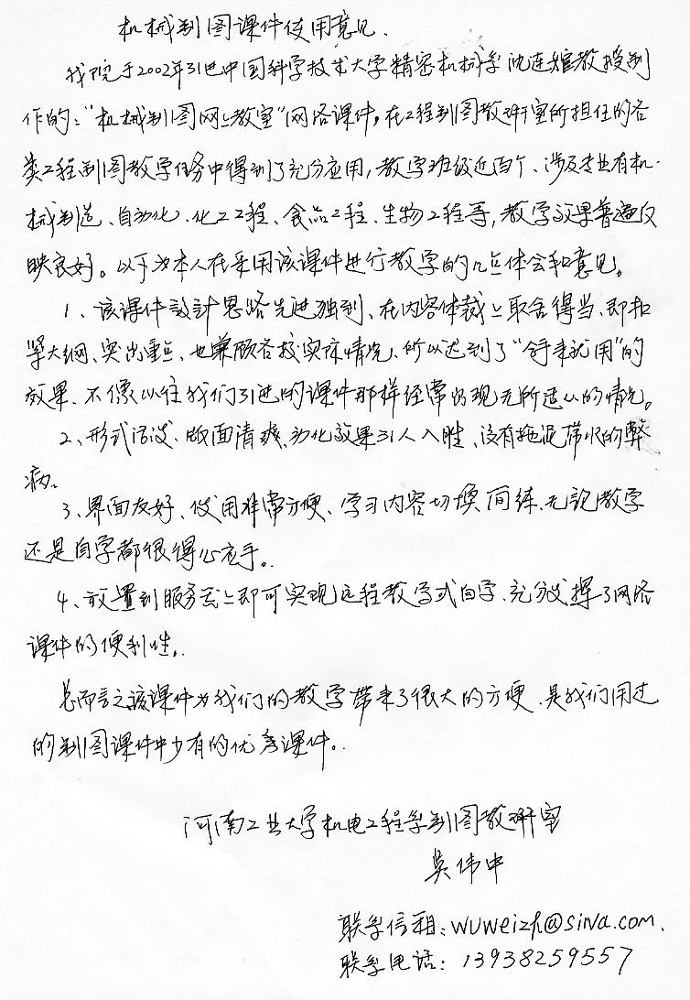 机械制图课件使用意见.
我院于2002年引进中国科学技术大学精密机械系沈连婠教授制
作的:“机械制图网上教室”网络课件,在工程制图教研室所担任的各
类工程制图教学任务中得到了充分应用,教学班级近百个、涉及专业有机
械制造、自动化、化工工程、食品工程、生物工程等,教学效果普遍反
映良好。以下为本人在采用该课件进行教学的几点体会和意见。
1、该课件設計思路先进独到、在内容体裁上取舍得当、即扣
紧大纲、突出重点、也兼顾各校实际情况、所以达到了“拿来就用”的
效果、不像以往我们引进的课件那样经常出现无所适从的情况。
2、形式活泼、版面清爽、动化效果引人入胜、没有拖泥带水的弊
病。
3、界面友好、使用非常方便、学习内容切换简练、无论教学
还是自学都很得心应手。
4、放置到服务器上即可实现远程教学或自学、充分发挥了网络
课件的便利性。
总而言之该课件为我们的教学带来了很大的方便、是我们用过
的制图课件中少有的优秀课件。
河南工业大学机电工程系制图教研室
吴伟中
联系信箱:wuweizh@sina.com、
联系电话:13938259557